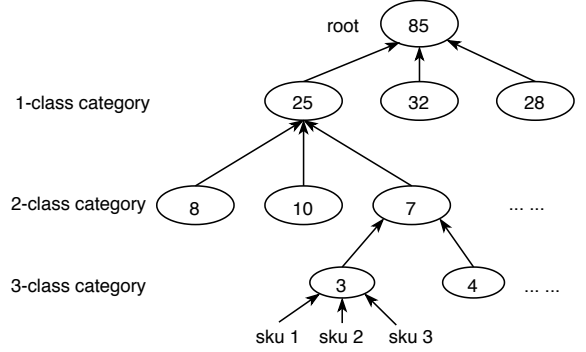 root 85
1-class category 25 32 28
2-class category 8 10 7 ... ...
3-class category 3 4 ... ...
sku 1 sku 2 sku 3